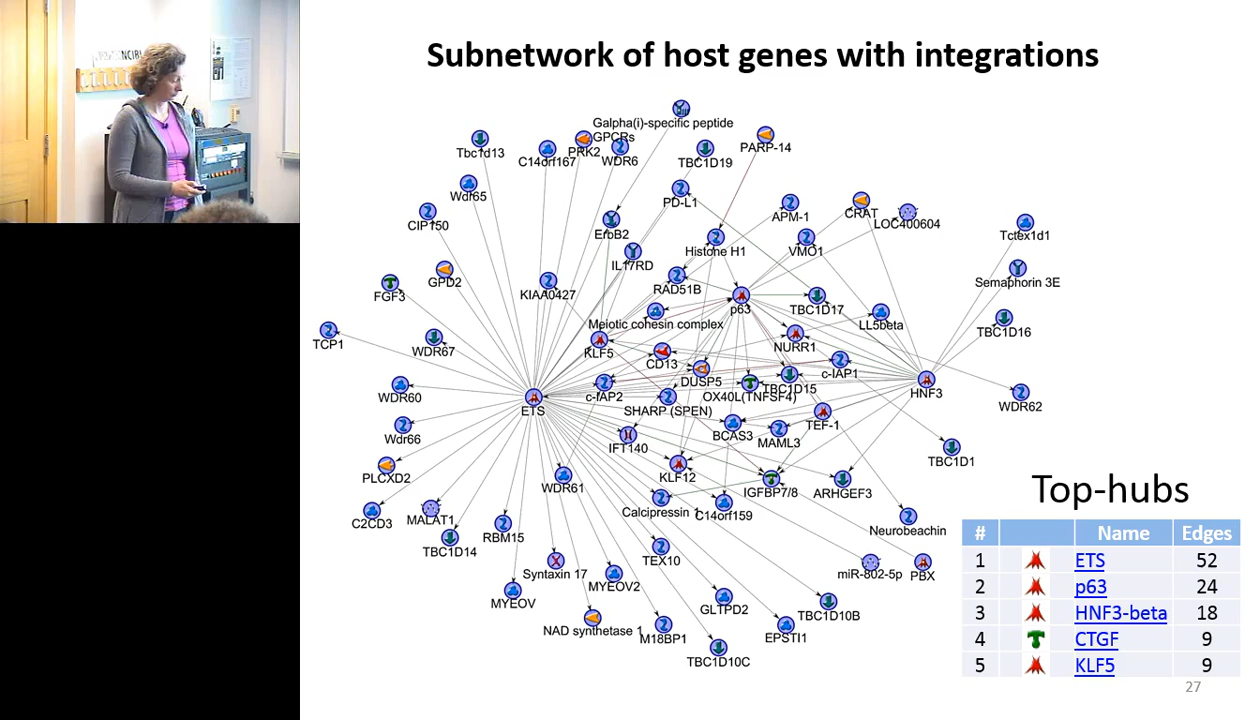 Subnetwork of host genes with integrations
Galpha(i)-specific peptide
GPCRs
Tbc1d13
C14orf167
PRK2
WDR6
TBC1D19
PARP-14
Wdr65
PD-L1
CIP150
ErbB2
APM-1
CRAT
LOC400604
Tctex1d1
IL17RD
Histone H1
VMO1
FGF3
GPD2
KIAA0427
RAD51B
Semaphorin 3E
p63
TBC1D17
TCP1
WDR67
Meiotic cohesin complex
KLF5
LL5beta
TBC1D16
NURR1
CD13
c-IAP1
WDR60
ETS
c-IAP2
DUSP5
OX40L(TNFSF4)
TBC1D15
HNF3
WDR62
SHARP (SPEN)
Wdr66
IFT140
BCAS3
MAML3
TEF-1
TBC1D1
PLCXD2
WDR61
KLF12
IGFBP7/8
ARHGEF3
C2CD3
MALAT1
Calcipressin 1
C14orf159
Neurobeachin
TBC1D14
RBM15
Syntaxin 17
TEX10
miR-802-5p
PBX
MYEOV
MYEOV2
GLTPD2
TBC1D10B
NAD synthetase 1
M18BP1
EPSTI1
TBC1D10C
Top-hubs
# Name Edges
1 ETS 52
2 p63 24
3 HNF3-beta 18
4 CTGF 9
5 KLF5 9
27